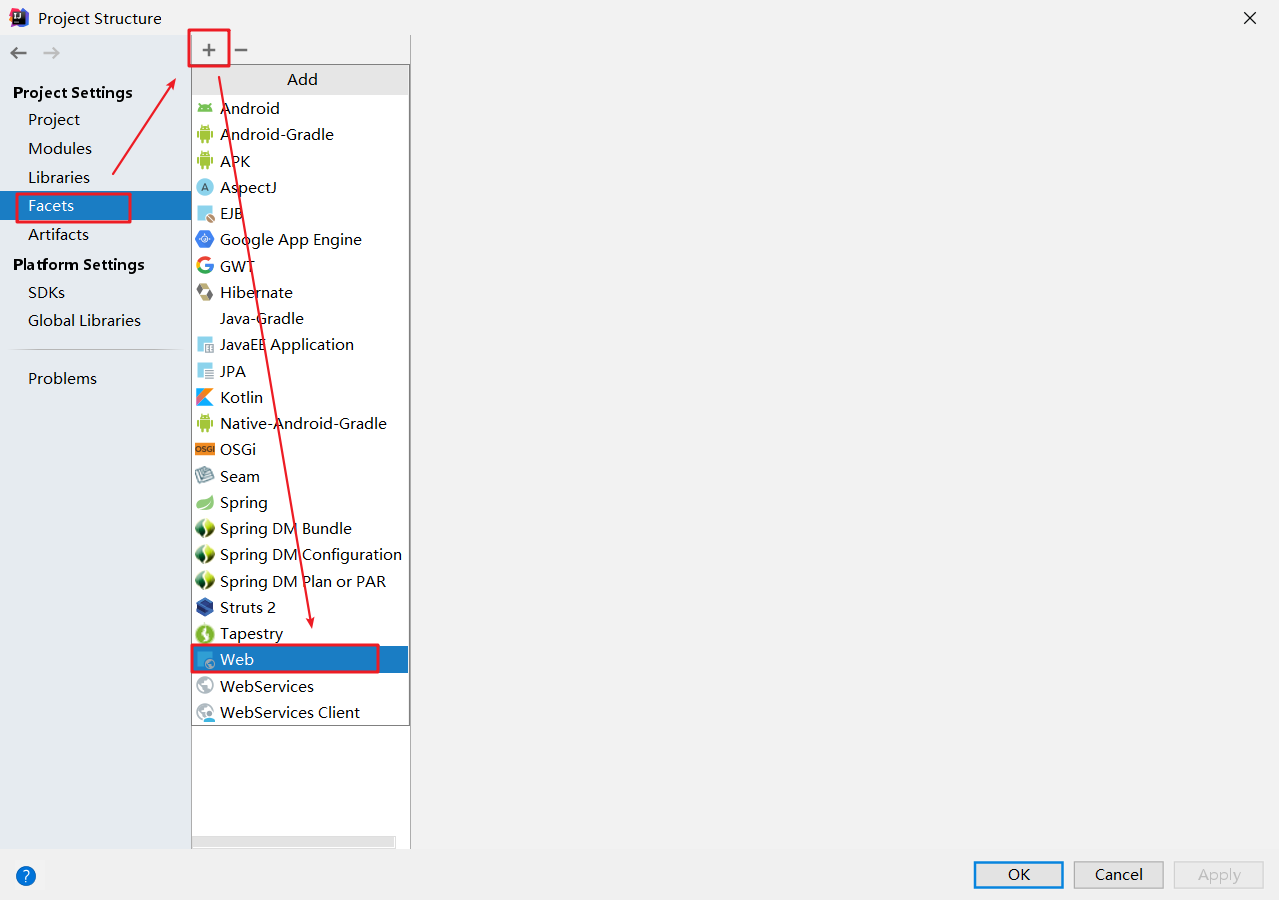 Project Structure
Project Settings
Project
Modules
Libraries
Facets
Artifacts
Platform Settings
SDKs
Global Libraries
Problems
Add
Android
Android-Gradle
APK
AspectJ
EJB
Google App Engine
GWT
Hibernate
Java-Gradle
JavaEE Application
JPA
Kotlin
Native-Android-Gradle
OSGi
Seam
Spring
Spring DM Bundle
Spring DM Configuration
Spring DM Plan or PAR
Struts 2
Tapestry
Web
WebServices
WebServices Client
OK
Cancel
Apply